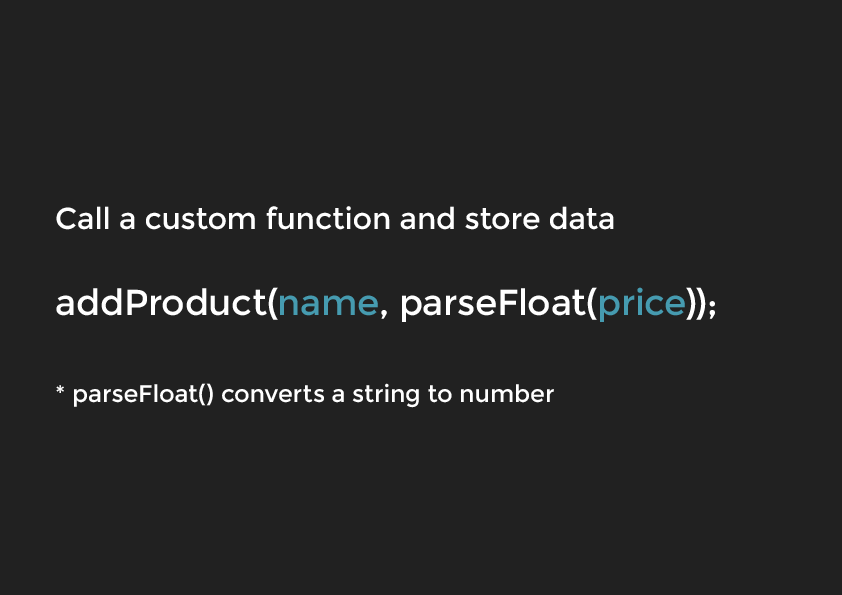 Call a custom function and store data
addProduct(name, parseFloat(price));
* parseFloat() converts a string to number